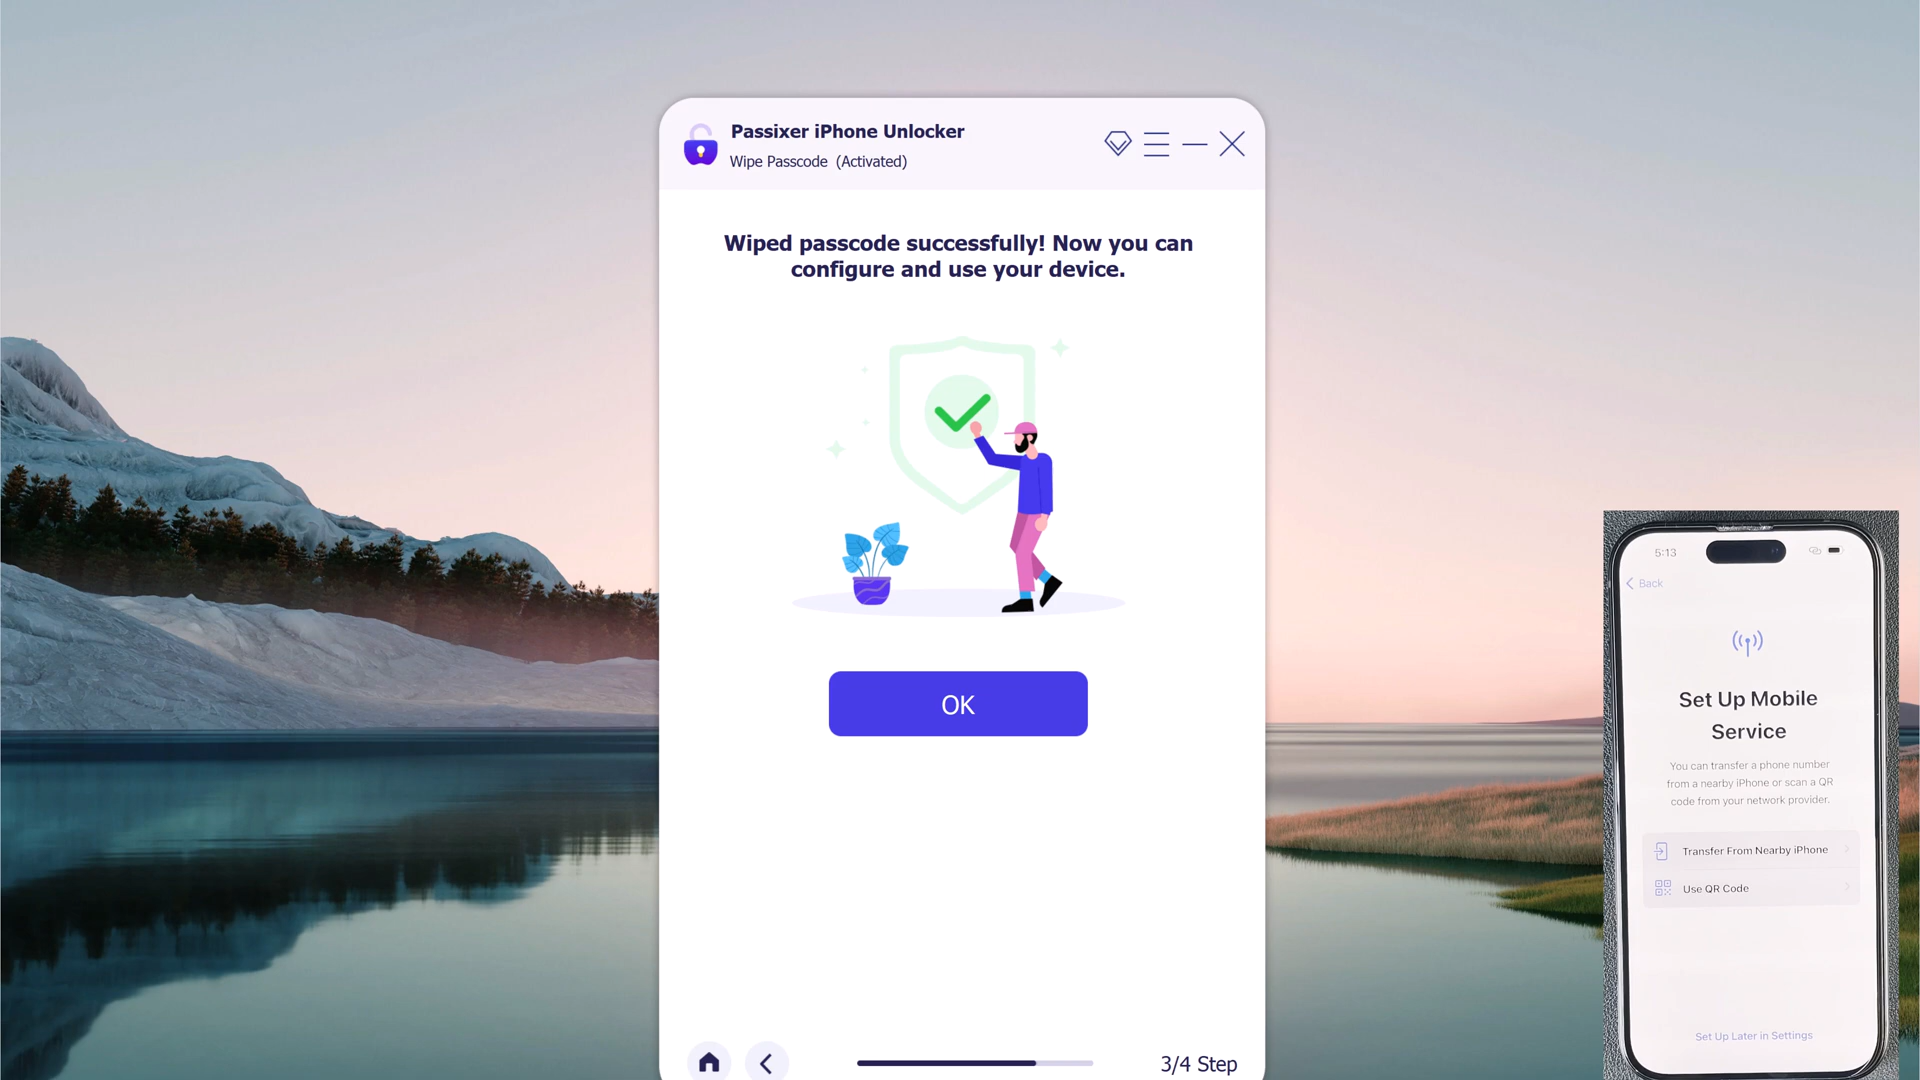 Passixer iPhone Unlocker
Wipe Passcode (Activated)
Wiped passcode successfully! Now you can
configure and use your device.
OK
3/4 Step
5:13
Back
Set Up Mobile
Service
You can transfer a phone number
from a nearby iPhone or scan a QR
code from your network provider.
Transfer From Nearby iPhone
Use QR Code
Set Up Later in Settings